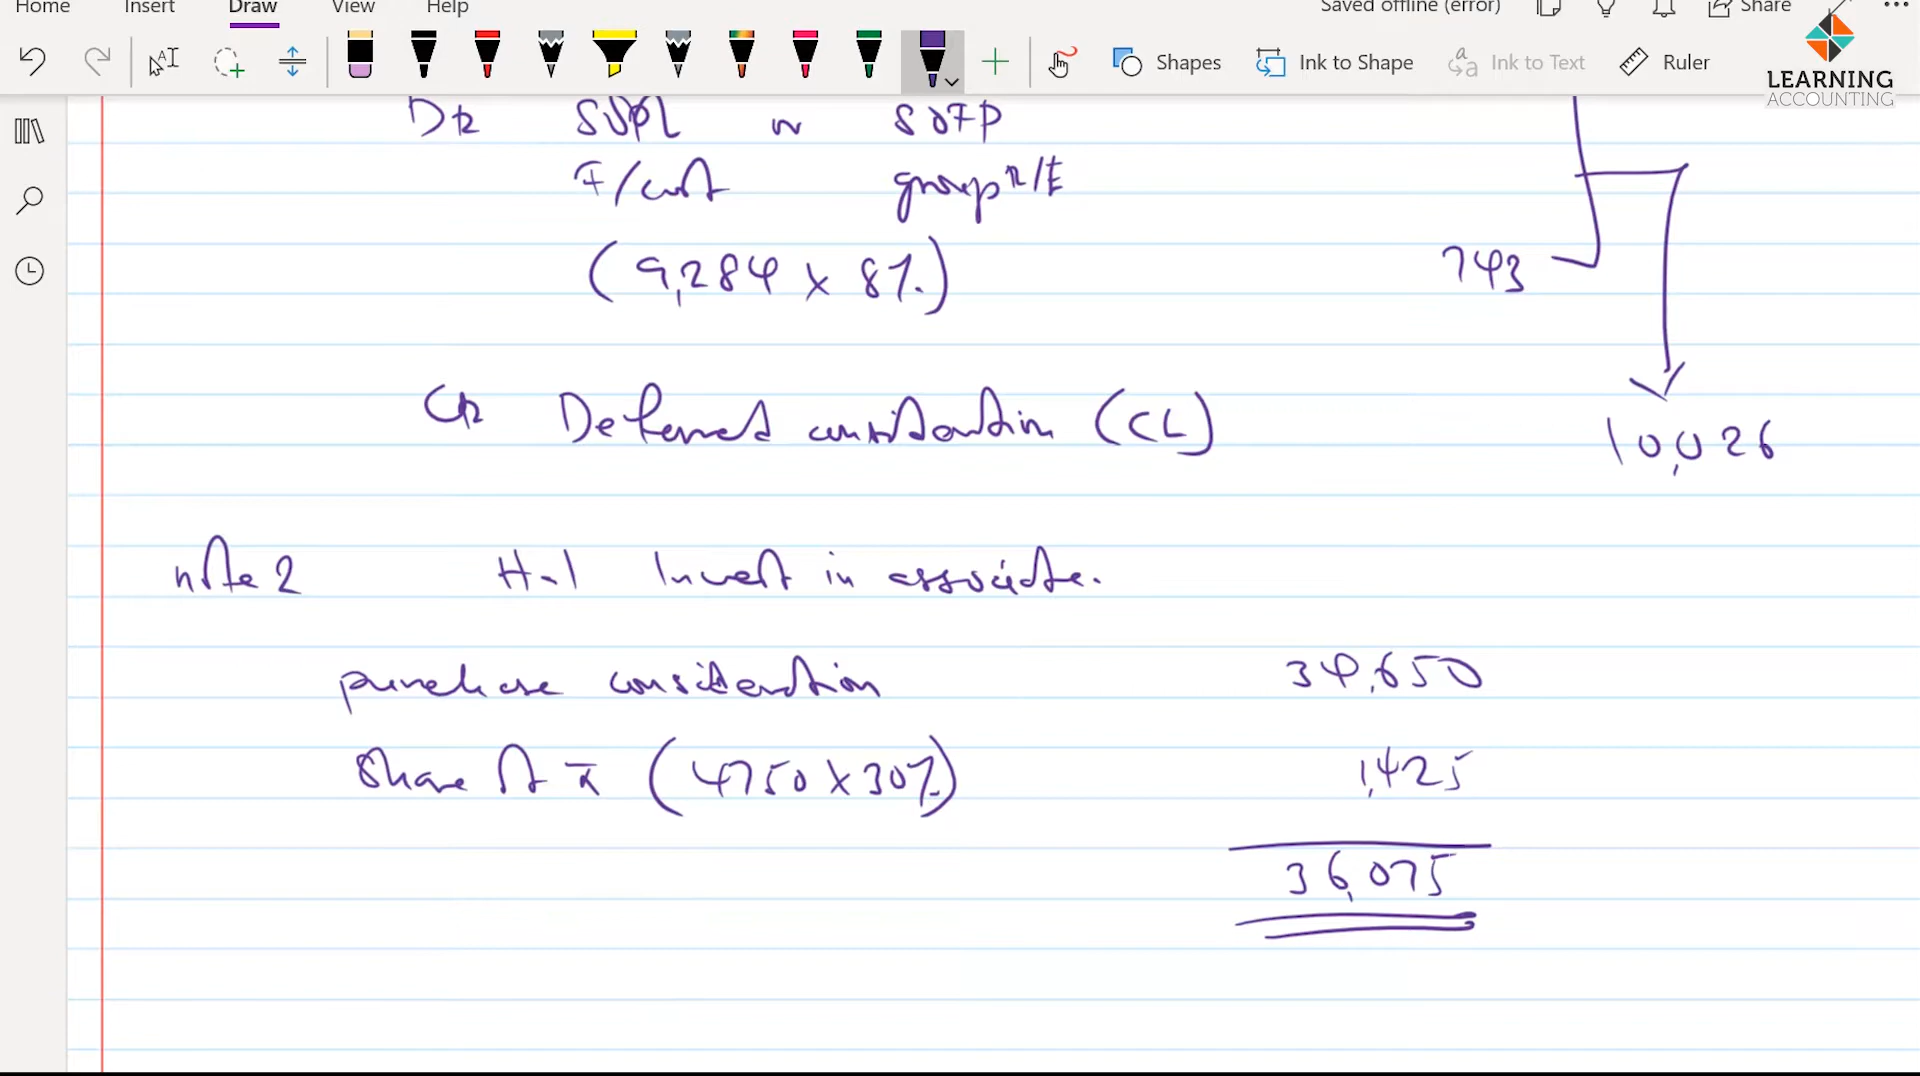 Home Insert Draw View Help Saved offline (error) Share
Shapes Ink to Shape Ink to Text Ruler
LEARNING
ACCOUNTING
Dr SOPL or SOFP
F/cost group R/E
(9,284 x 8%)
743
Cr Deferred consideration (CL)
10,026
note 2 Invest in associate.
purchase consideration 34,650
Share of π (4750 x 30%) 1,425
36,075